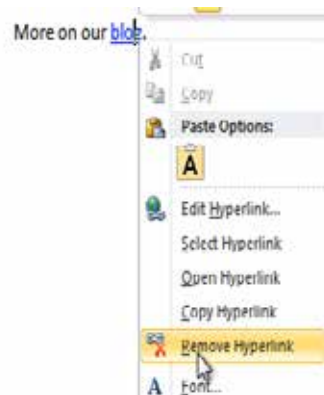 More on our blog.
Cut
Copy
Paste Options:
A
Edit Hyperlink...
Select Hyperlink
Open Hyperlink
Copy Hyperlink
Remove Hyperlink
A Font...